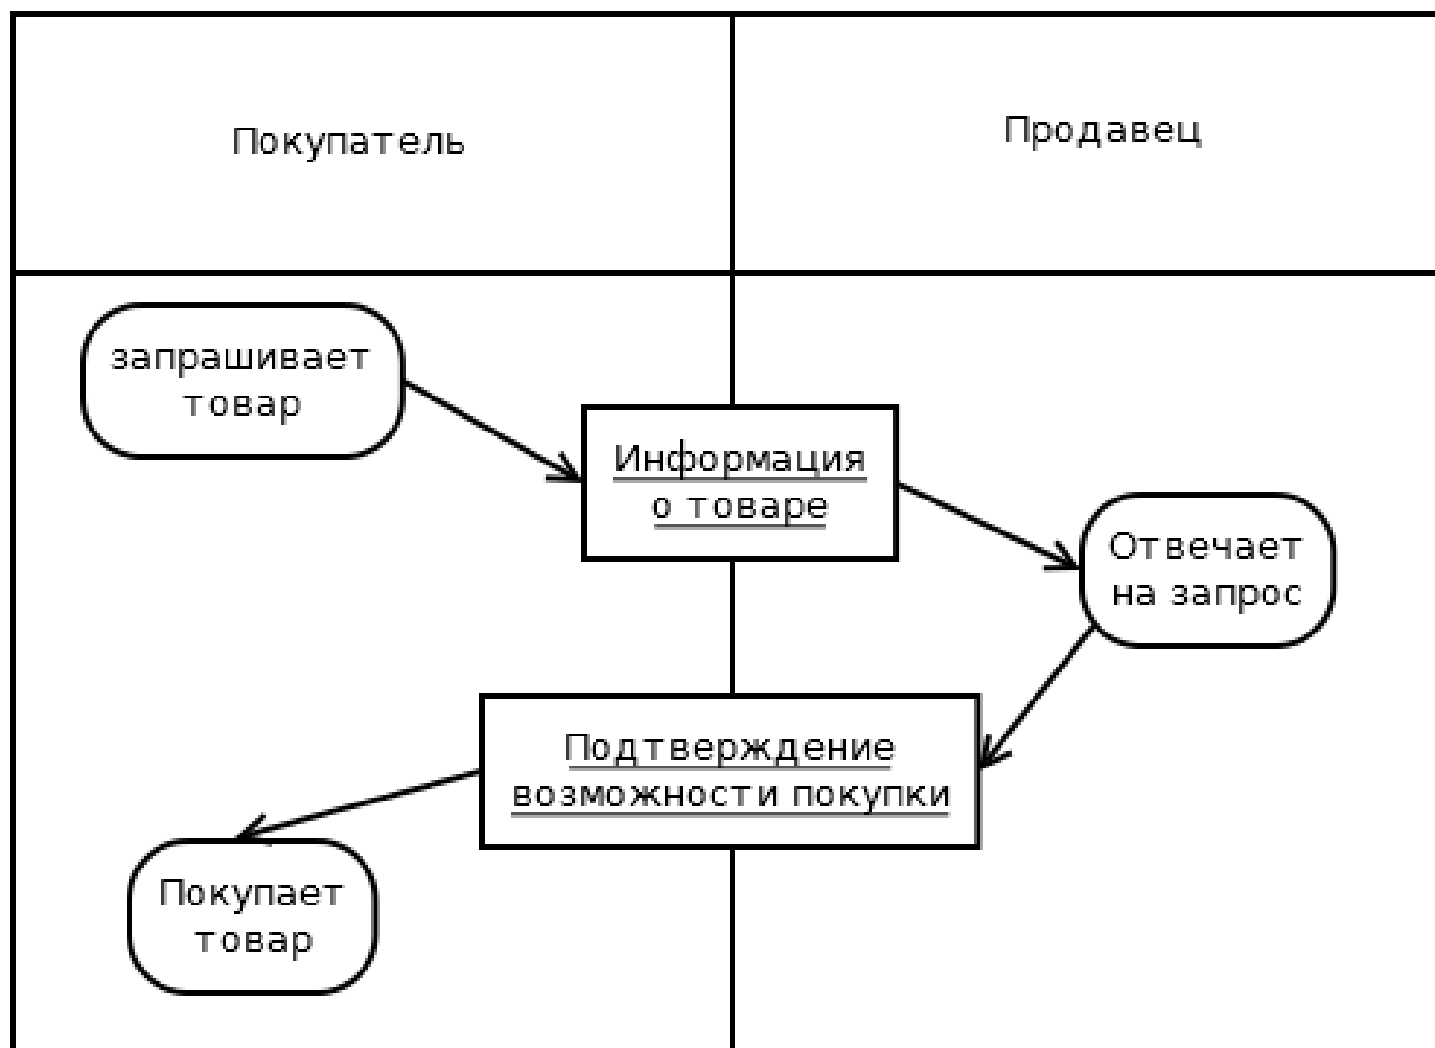 Покупатель
Продавец
запрашивает
товар
Информация
о товаре
Отвечает
на запрос
Подтверждение
возможности покупки
Покупает
товар